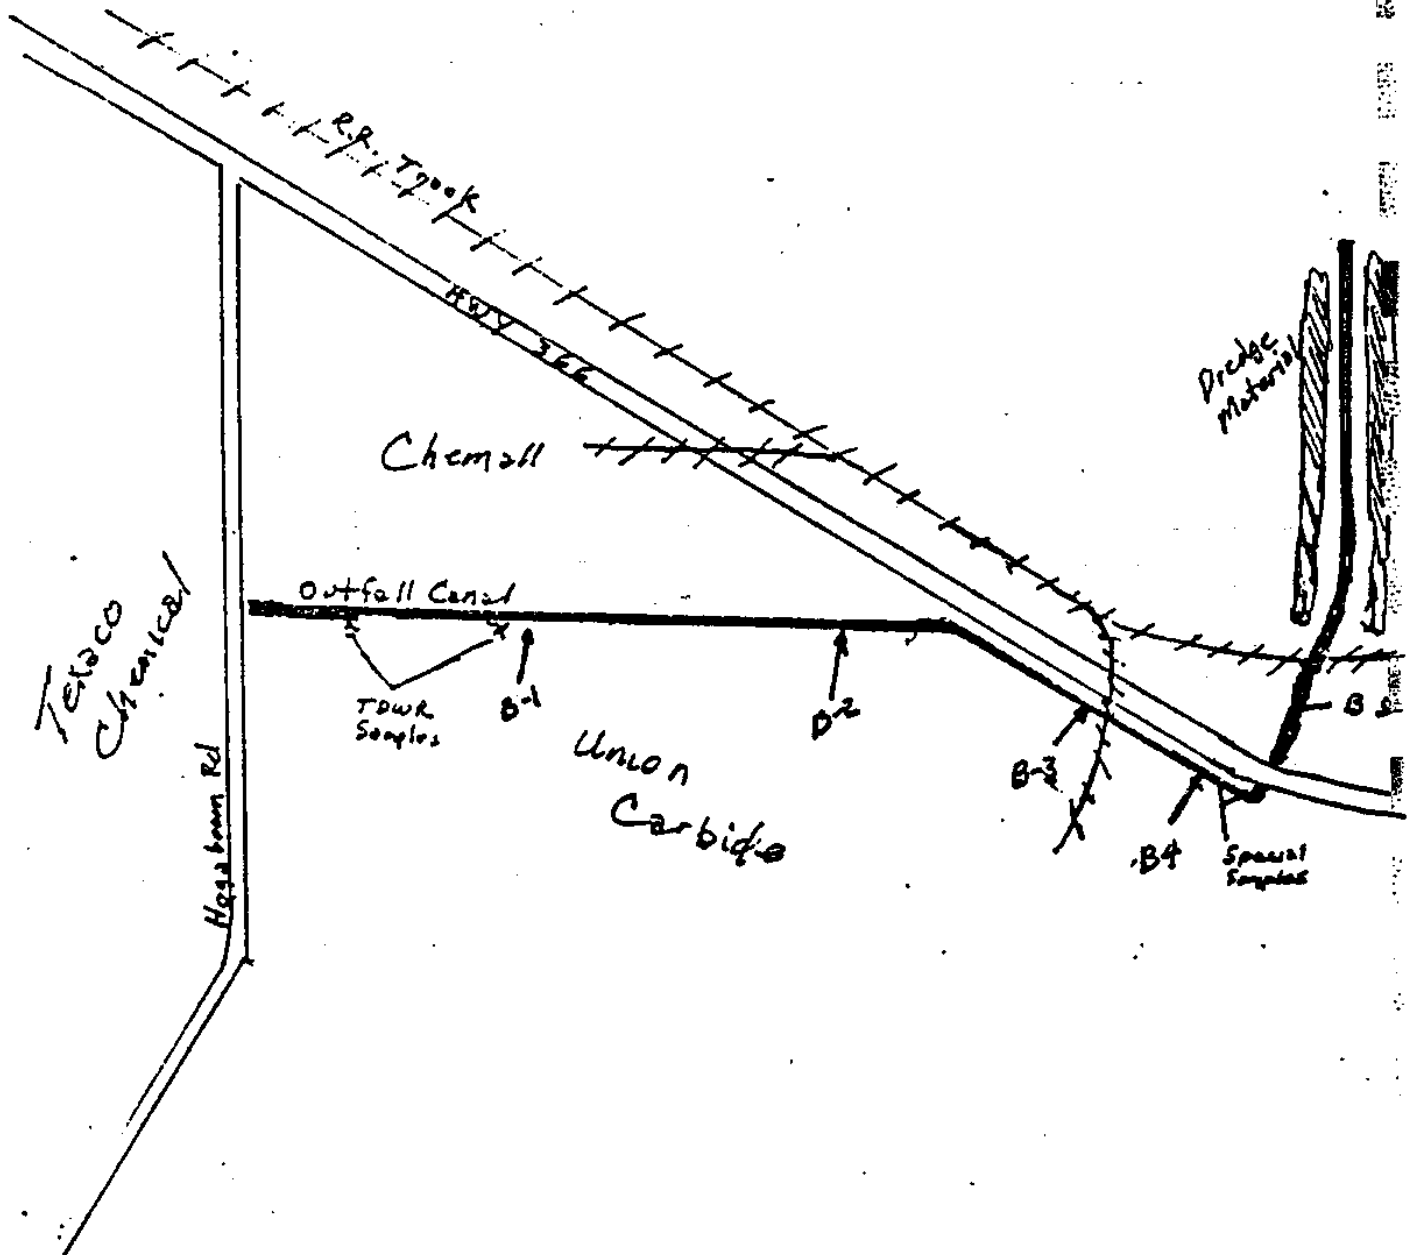 R.R. Track
HWY 366
Dredge
Material
Chemall
Outfall Canal
Texaco
Chemical
TDWR
Samples
B-1
B-2
Union
Carbide
B-3
B4
Special
Samples
B
Rd